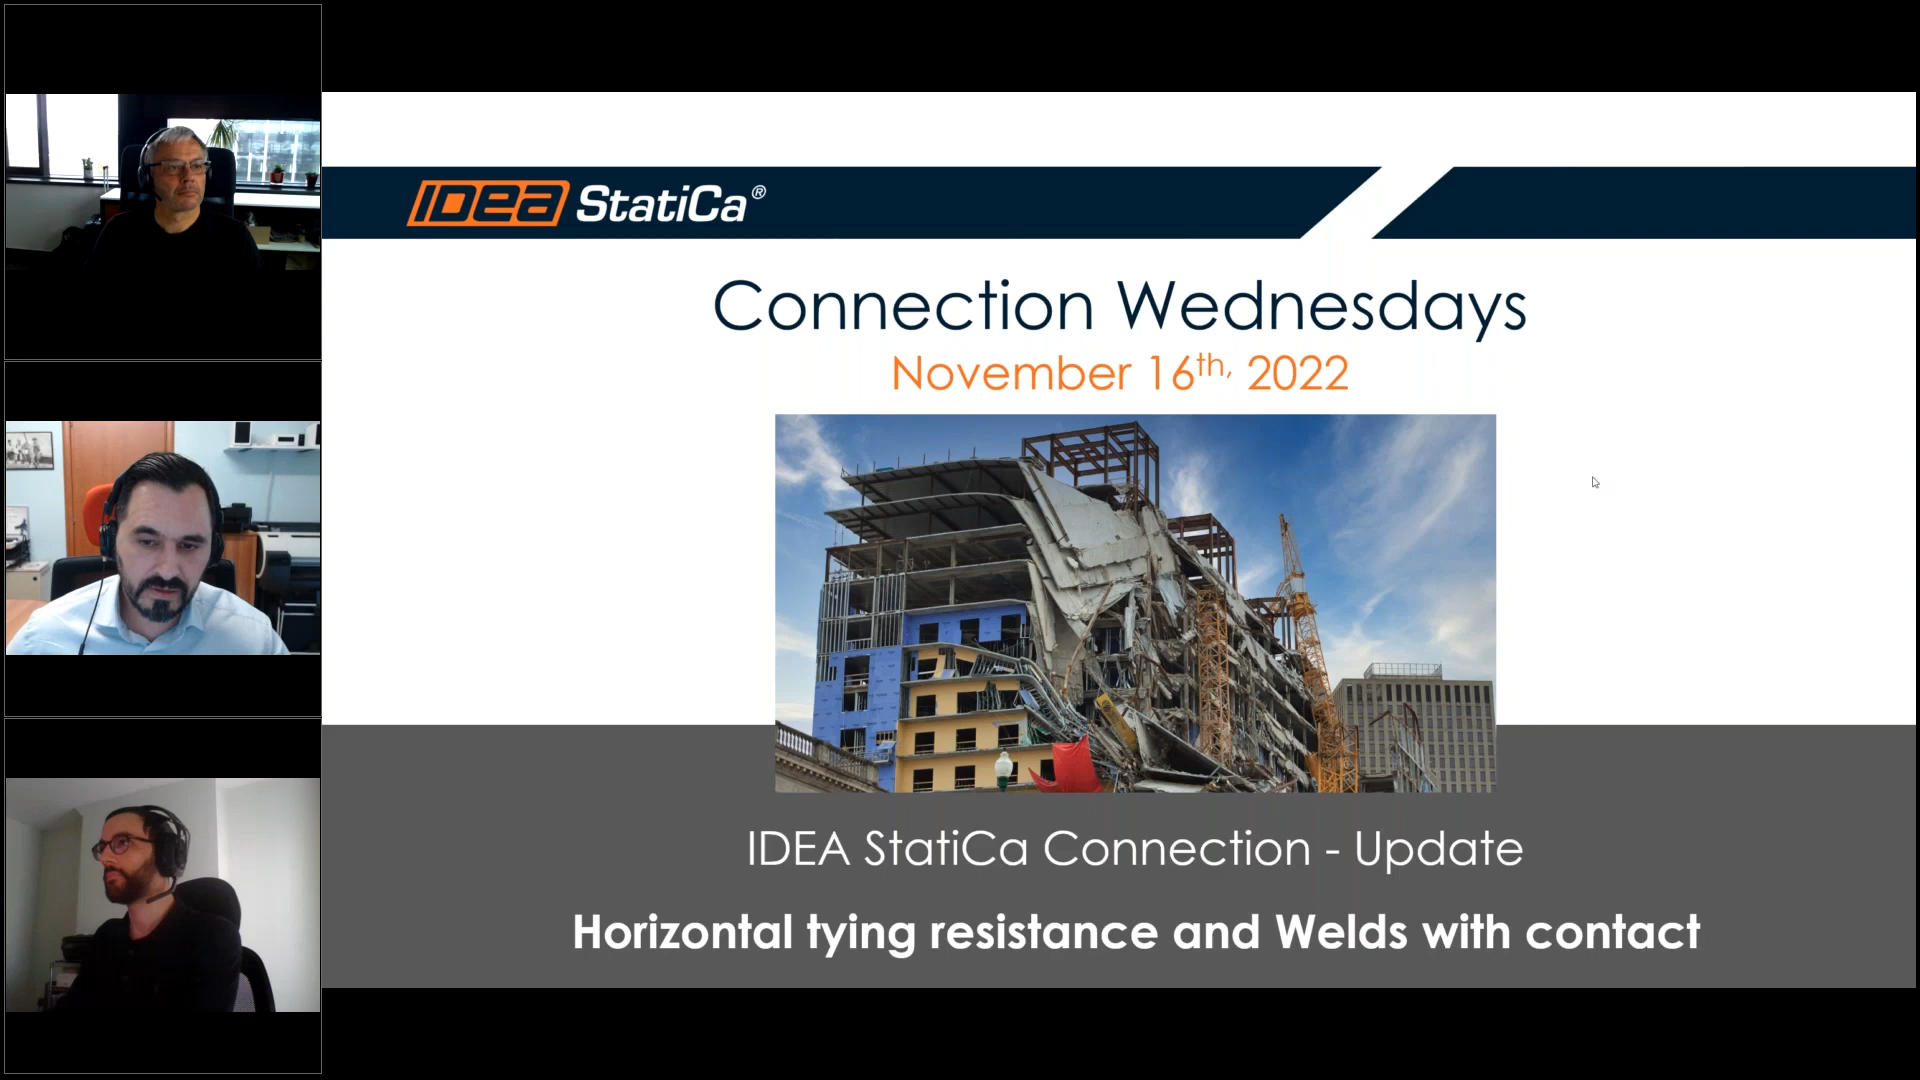 IDEA StatiCa®
Connection Wednesdays
November 16th, 2022
IDEA StatiCa Connection - Update
Horizontal tying resistance and Welds with contact